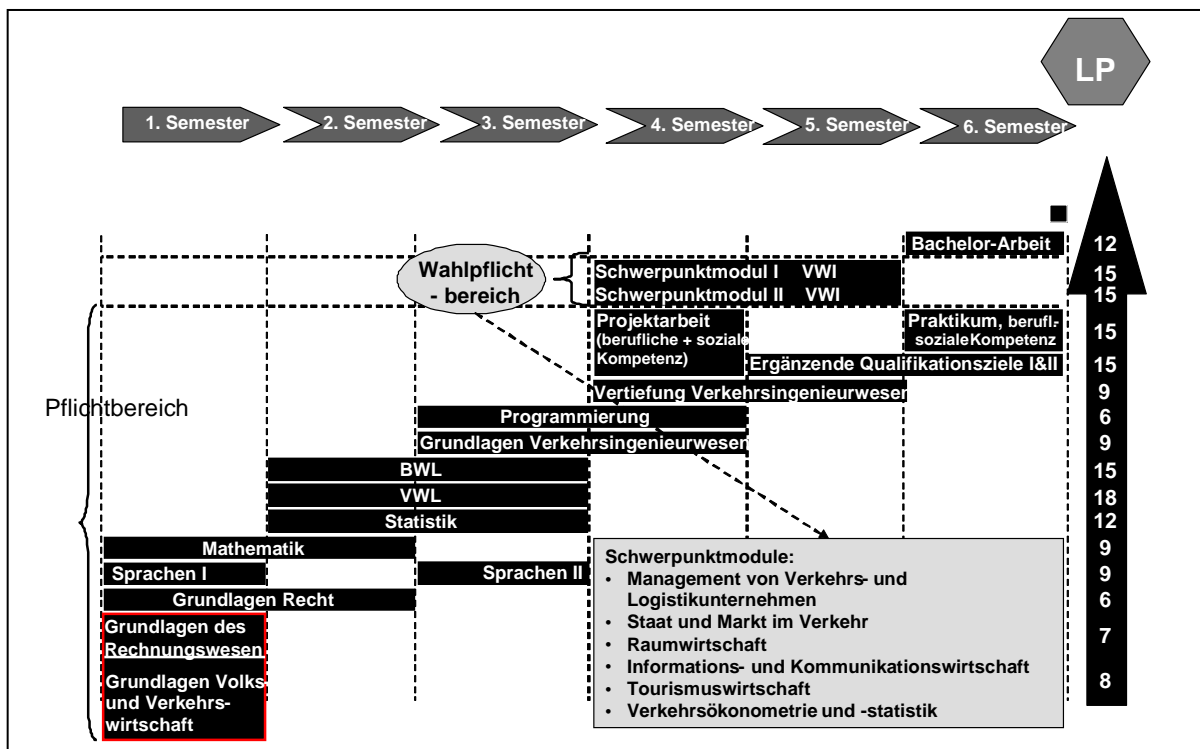 LP
1. Semester
2. Semester
3. Semester
4. Semester
5. Semester
6. Semester
Bachelor-Arbeit
12
Wahlpflicht
- bereich
Schwerpunktmodul I VWI
15
Schwerpunktmodul II VWI
15
Projektarbeit
(berufliche + soziale
Kompetenz)
Praktikum, berufl.-
soziale Kompetenz
15
Ergänzende Qualifikationsziele I&II
15
Vertiefung Verkehrsingenieurweser
9
Pflichtbereich
Programmierung
6
Grundlagen Verkehrsingenieurwesen
9
BWL
15
VWL
18
Statistik
12
Mathematik
9
Sprachen I
Sprachen II
9
Grundlagen Recht
6
Grundlagen des
Rechnungswesen
7
Grundlagen Volks-
und Verkehrs-
wirtschaft
8
Schwerpunktmodule:
• Management von Verkehrs- und
Logistikunternehmen
• Staat und Markt im Verkehr
• Raumwirtschaft
• Informations- und Kommunikationswirtschaft
• Tourismuswirtschaft
• Verkehrsökonometrie und -statistik